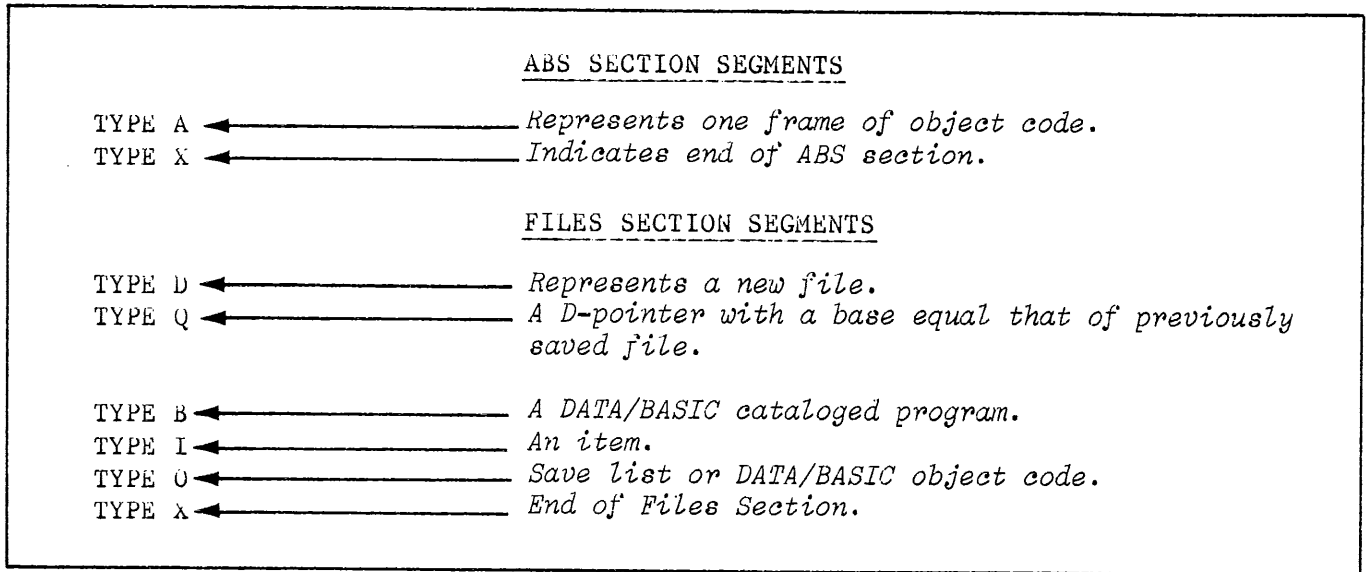 ABS SECTION SEGMENTS
TYPE A Represents one frame of object code.
TYPE X Indicates end of ABS section.
FILES SECTION SEGMENTS
TYPE D Represents a new file.
TYPE Q A D-pointer with a base equal that of previously
saved file.
TYPE B A DATA/BASIC cataloged program.
TYPE I An item.
TYPE O Save list or DATA/BASIC object code.
TYPE X End of Files Section.